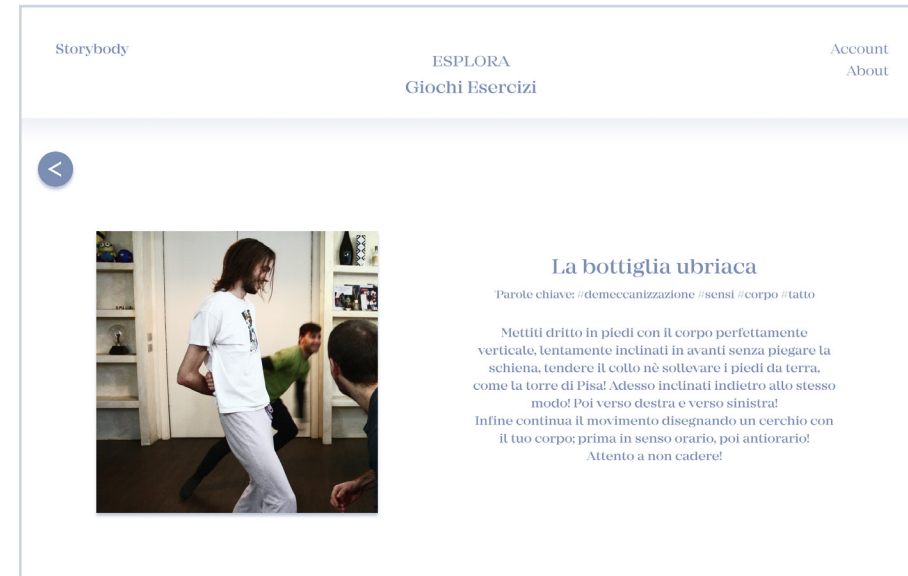 Storybody
ESPLORA
Giochi Esercizi
Account
About
<
La bottiglia ubriaca
Parole chiave: #demeccanizzazione #sensi #corpo #tatto
Mettiti dritto in piedi con il corpo perfettamente
verticale, lentamente inclinati in avanti senza piegare la
schiena, tendere il collo nè sollevare i piedi da terra,
come la torre di Pisa! Adesso inclinati indietro allo stesso
modo! Poi verso destra e verso sinistra!
Infine continua il movimento disegnando un cerchio con
il tuo corpo; prima in senso orario, poi antiorario!
Attento a non cadere!